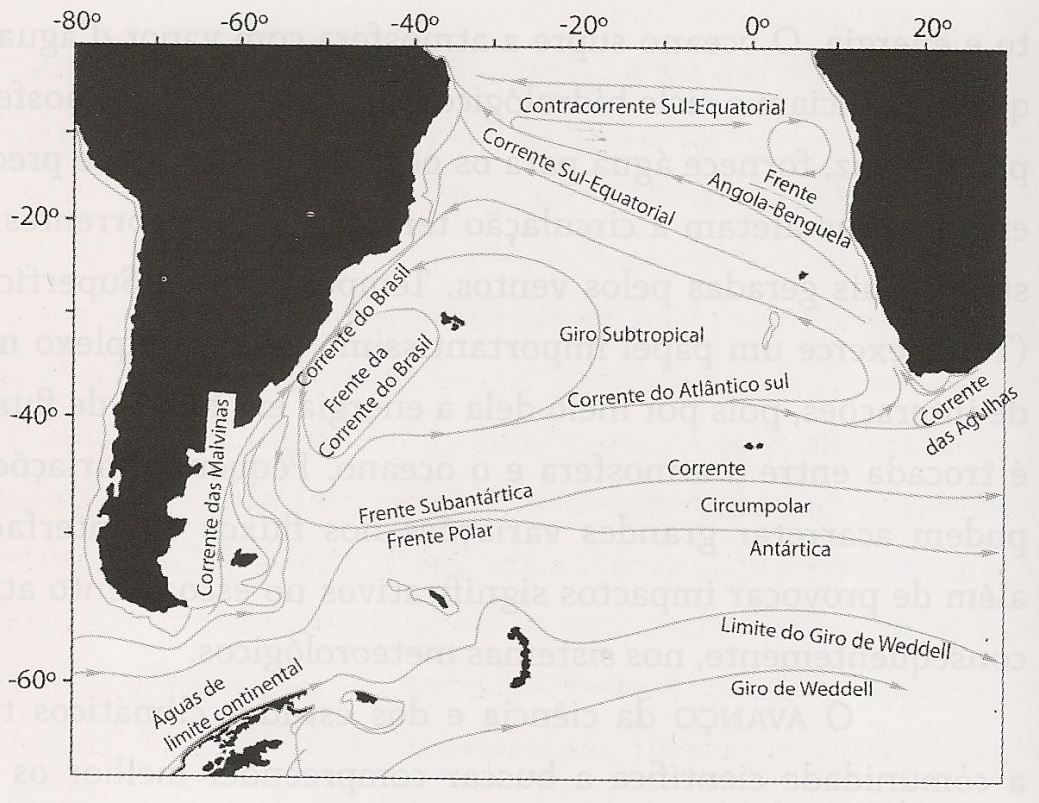 -80º -60º -40º -20º 0º 20º
-20º
-40º
-60º
Contracorrente Sul-Equatorial
Corrente Sul-Equatorial
Frente
Angola-Benguela
Corrente do Brasil
Frente da
Corrente do Brasil
Giro Subtropical
Corrente do Atlântico sul
Corrente
das Agulhas
Corrente das Malvinas
Corrente
Circumpolar
Antártica
Frente Subantártica
Frente Polar
Limite do Giro de Weddell
Giro de Weddell
Águas de
limite continental